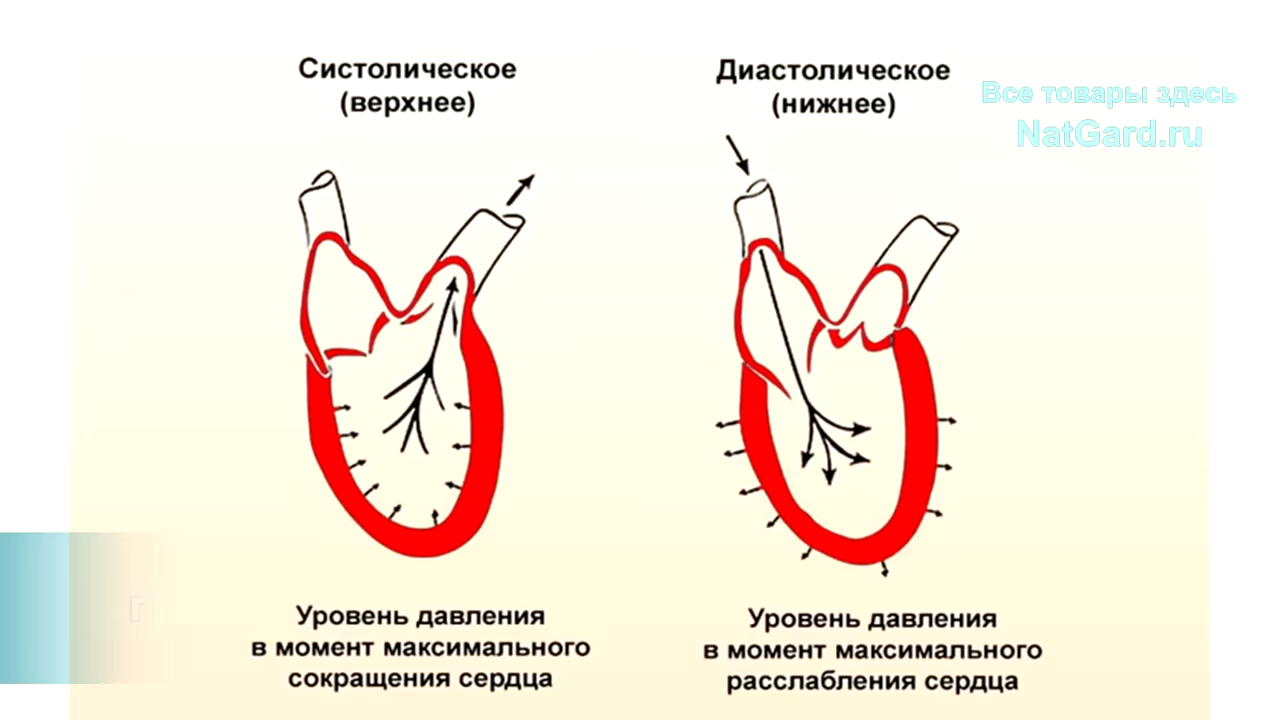 Систолическое
(верхнее)
Диастолическое
(нижнее)
Все товары здесь
NatGard.ru
Уровень давления
в момент максимального
сокращения сердца
Уровень давления
в момент максимального
расслабления сердца